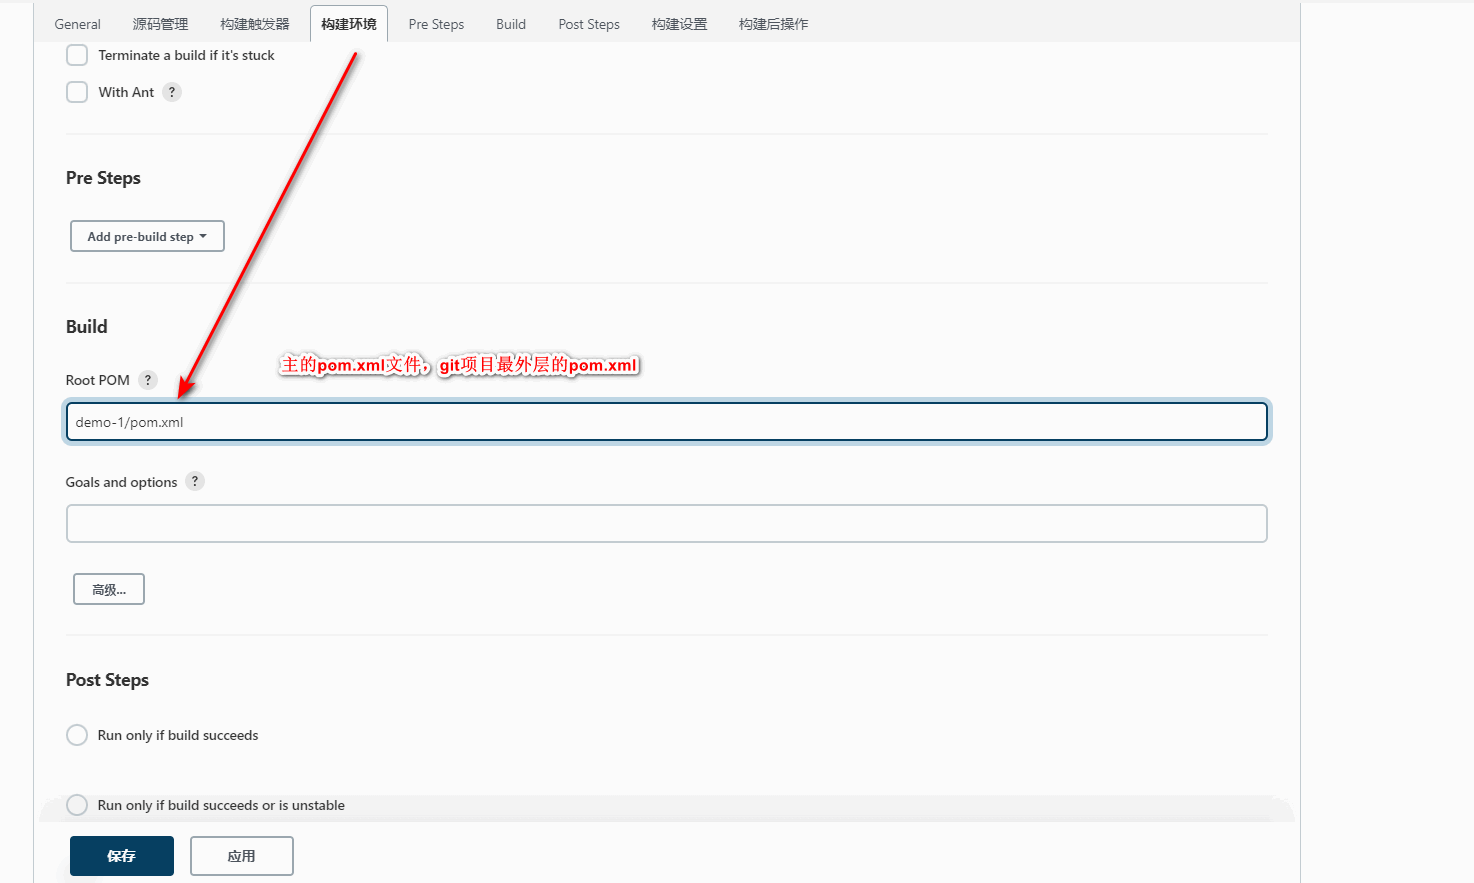 General 源码管理 构建触发器 构建环境 Pre Steps Build Post Steps 构建设置 构建后操作
Terminate a build if it's stuck
With Ant ?
Pre Steps
Add pre-build step
Build
主的pom.xml文件，git项目最外层的pom.xml
Root POM ?
demo-1/pom.xml
Goals and options ?
高级...
Post Steps
Run only if build succeeds
Run only if build succeeds or is unstable
保存 应用